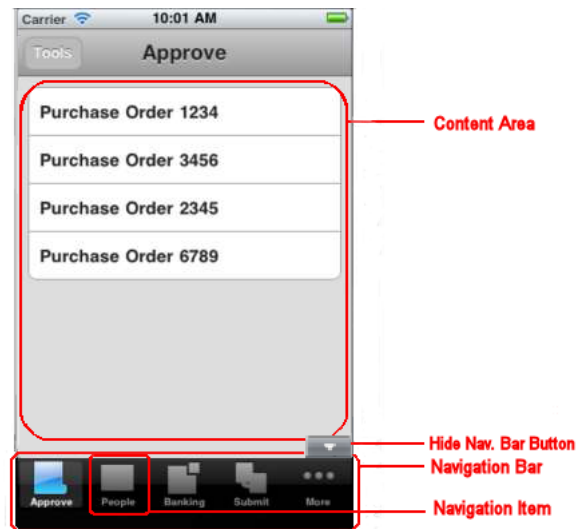 Carrier 10:01 AM
Tools Approve
Purchase Order 1234
Purchase Order 3456
Purchase Order 2345
Purchase Order 6789
Content Area
Hide Nav. Bar Button
Navigation Bar
Approve People Banking Submit More
Navigation Item